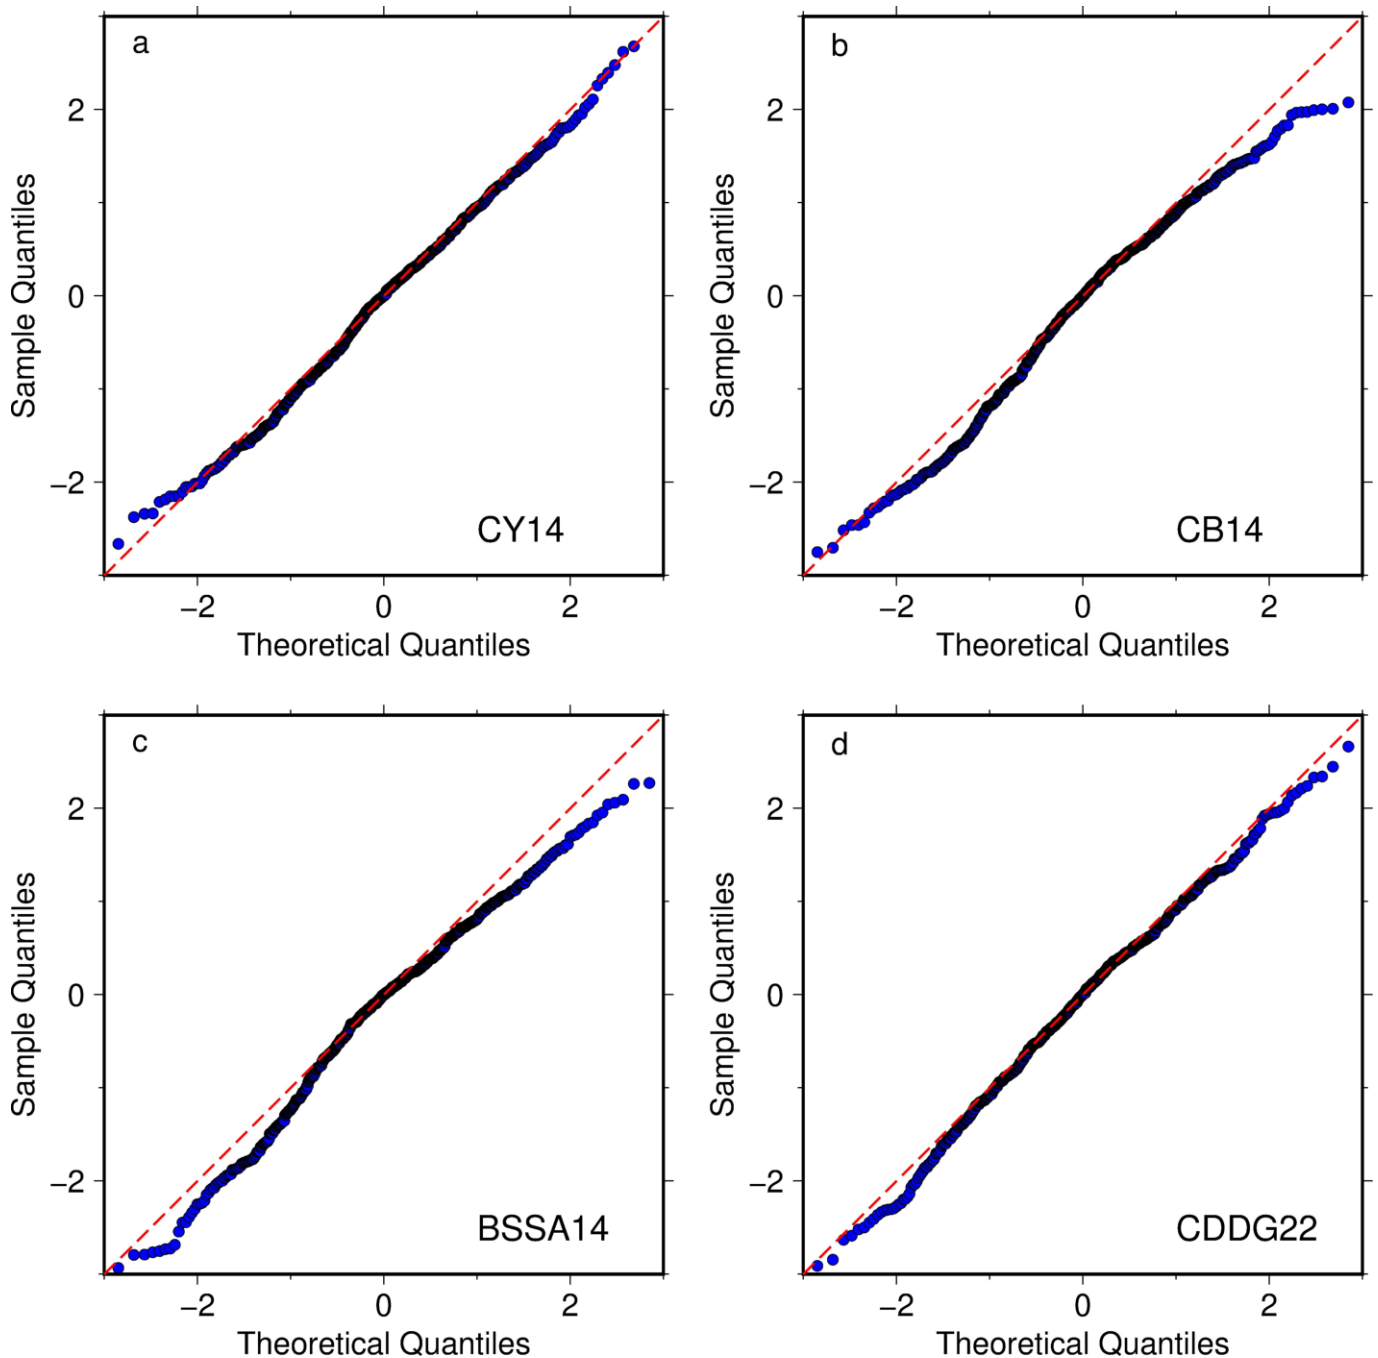 a
2
0
−2
Sample Quantiles
CY14
−2 0 2
Theoretical Quantiles
b
2
0
−2
Sample Quantiles
CB14
−2 0 2
Theoretical Quantiles
c
2
0
−2
Sample Quantiles
BSSA14
−2 0 2
Theoretical Quantiles
d
2
0
−2
Sample Quantiles
CDDG22
−2 0 2
Theoretical Quantiles